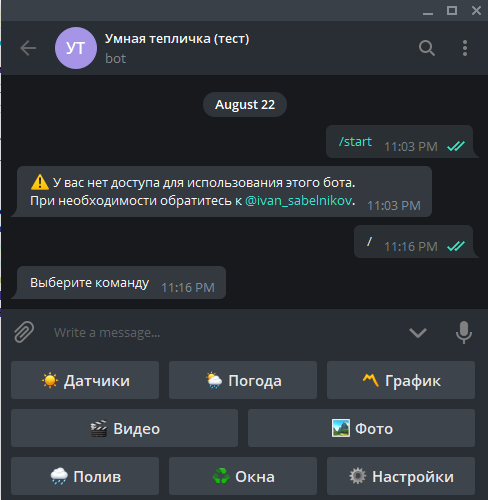 Умная тепличка (тест)
УТ
bot
August 22
/start 11:03 PM
⚠️ У вас нет доступа для использования этого бота.
При необходимости обратитесь к @ivan_sabelnikov. 11:03 PM
/ 11:16 PM
Выберите команду 11:16 PM
Write a message...
Датчики Погода График
Видео Фото
Полив Окна Настройки